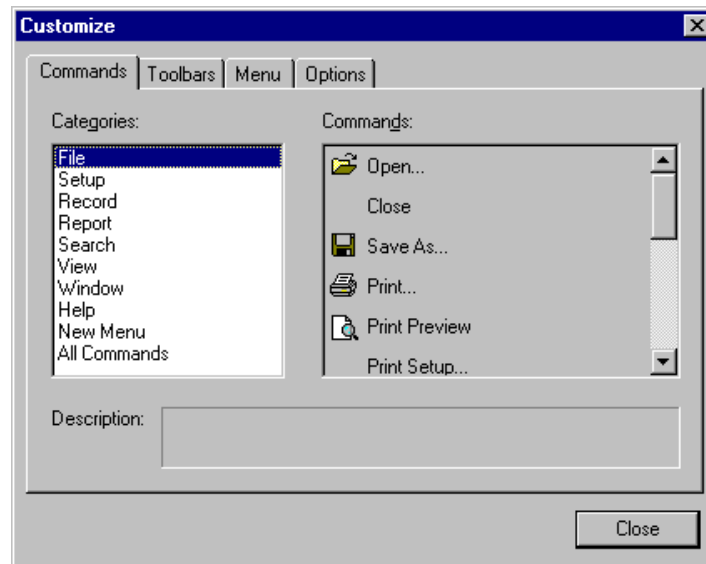 Customize
Commands Toolbars Menu Options
Categories:
File
Setup
Record
Report
Search
View
Window
Help
New Menu
All Commands
Commands:
Open...
Close
Save As...
Print...
Print Preview
Print Setup...
Description:
Close